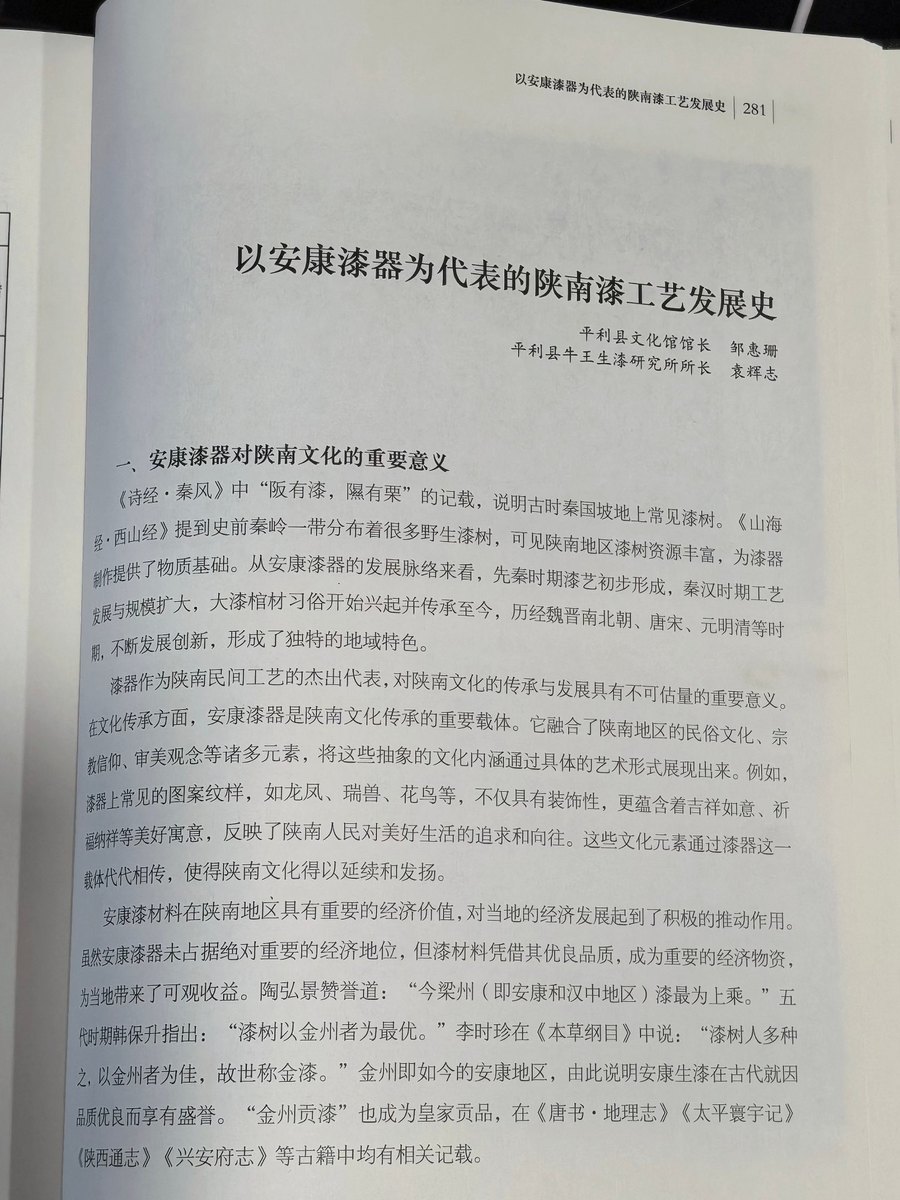 以安康漆器为代表的陕南漆工艺发展史 281
以安康漆器为代表的陕南漆工艺发展史
平利县文化馆馆长 邹惠珊
平利县牛王生漆研究所所长 袁辉志
一、安康漆器对陕南文化的重要意义
《诗经·秦风》中“阪有漆，隰有栗”的记载，说明古时秦国坡地上常见漆树。《山海
经·西山经》提到史前秦岭一带分布着很多野生漆树，可见陕南地区漆树资源丰富，为漆器
制作提供了物质基础。从安康漆器的发展脉络来看，先秦时期漆艺初步形成，秦汉时期工艺
发展与规模扩大，大漆棺材习俗开始兴起并传承至今，历经魏晋南北朝、唐宋、元明清等时
期，不断发展创新，形成了独特的地域特色。
漆器作为陕南民间工艺的杰出代表，对陕南文化的传承与发展具有不可估量的重要意义。
在文化传承方面，安康漆器是陕南文化传承的重要载体。它融合了陕南地区的民俗文化、宗
教信仰、审美观念等诸多元素，将这些抽象的文化内涵通过具体的艺术形式展现出来。例如，
漆器上常见的图案纹样，如龙凤、瑞兽、花鸟等，不仅具有装饰性，更蕴含着吉祥如意、祈
福纳祥等美好寓意，反映了陕南人民对美好生活的追求和向往。这些文化元素通过漆器这一
载体代代相传，使得陕南文化得以延续和发扬。
安康漆材料在陕南地区具有重要的经济价值，对当地的经济发展起到了积极的推动作用。
虽然安康漆器未占据绝对重要的经济地位，但漆材料凭借其优良品质，成为重要的经济物资，
为当地带来了可观收益。陶弘景赞誉道：“今梁州（即安康和汉中地区）漆最为上乘。”五
代时期韩保升指出：“漆树以金州者为最优。”李时珍在《本草纲目》中说：“漆树人多种
之，以金州者为佳，故世称金漆。”金州即如今的安康地区，由此说明安康生漆在古代就因
品质优良而享有盛誉。“金州贡漆”也成为皇家贡品，在《唐书·地理志》《太平寰宇记》
《陕西通志》《兴安府志》等古籍中均有相关记载。